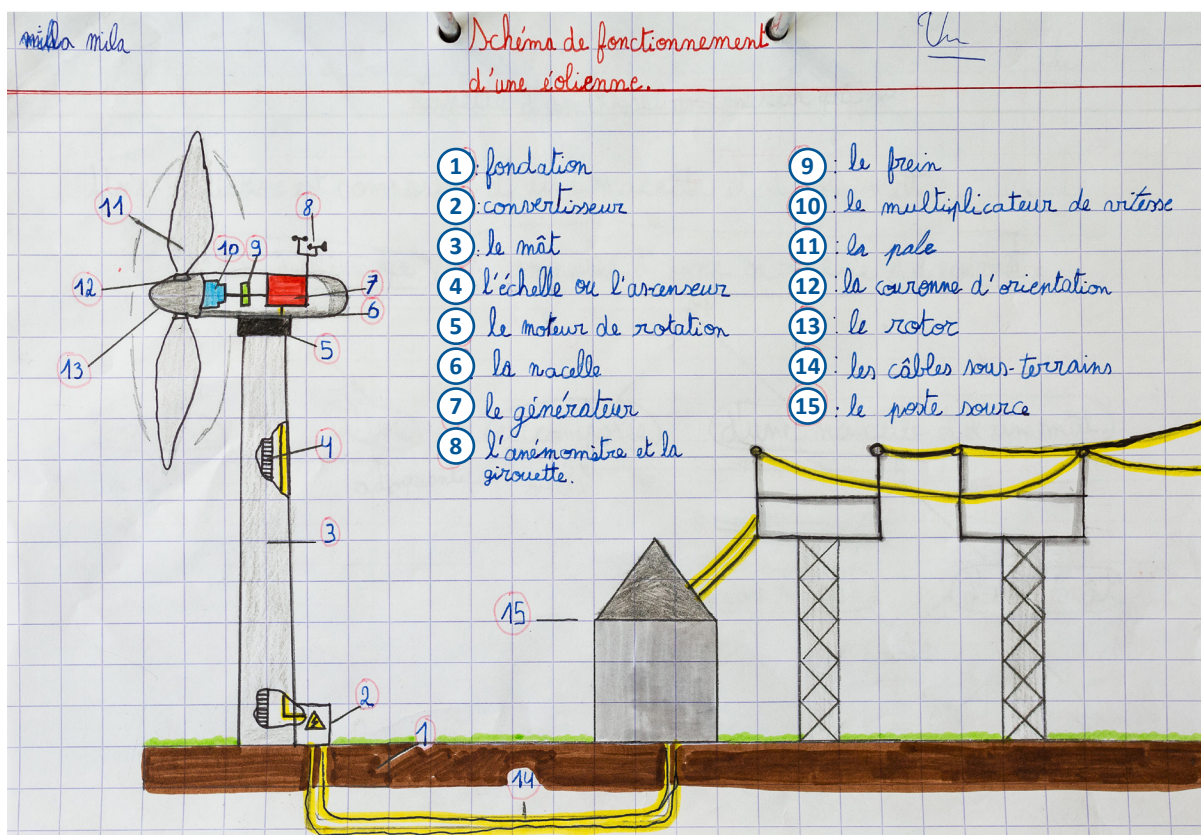 milla mila
Schéma de fonctionnement
d'une éolienne.
Vu
1 : fondation
2 : convertisseur
3 : le mât
4 l'échelle ou l'ascenseur
5 le moteur de rotation
6 : la nacelle
7 le générateur
8 l'anémomètre et la
girouette.
9 : le frein
10 : le multiplicateur de vitesse
11 : la pale
12 : la couronne d'orientation
13 : le rotor
14 : les câbles sous-terrains
15 : le poste source
11
8
10
9
12
7
6
5
13
4
3
15
2
1
14